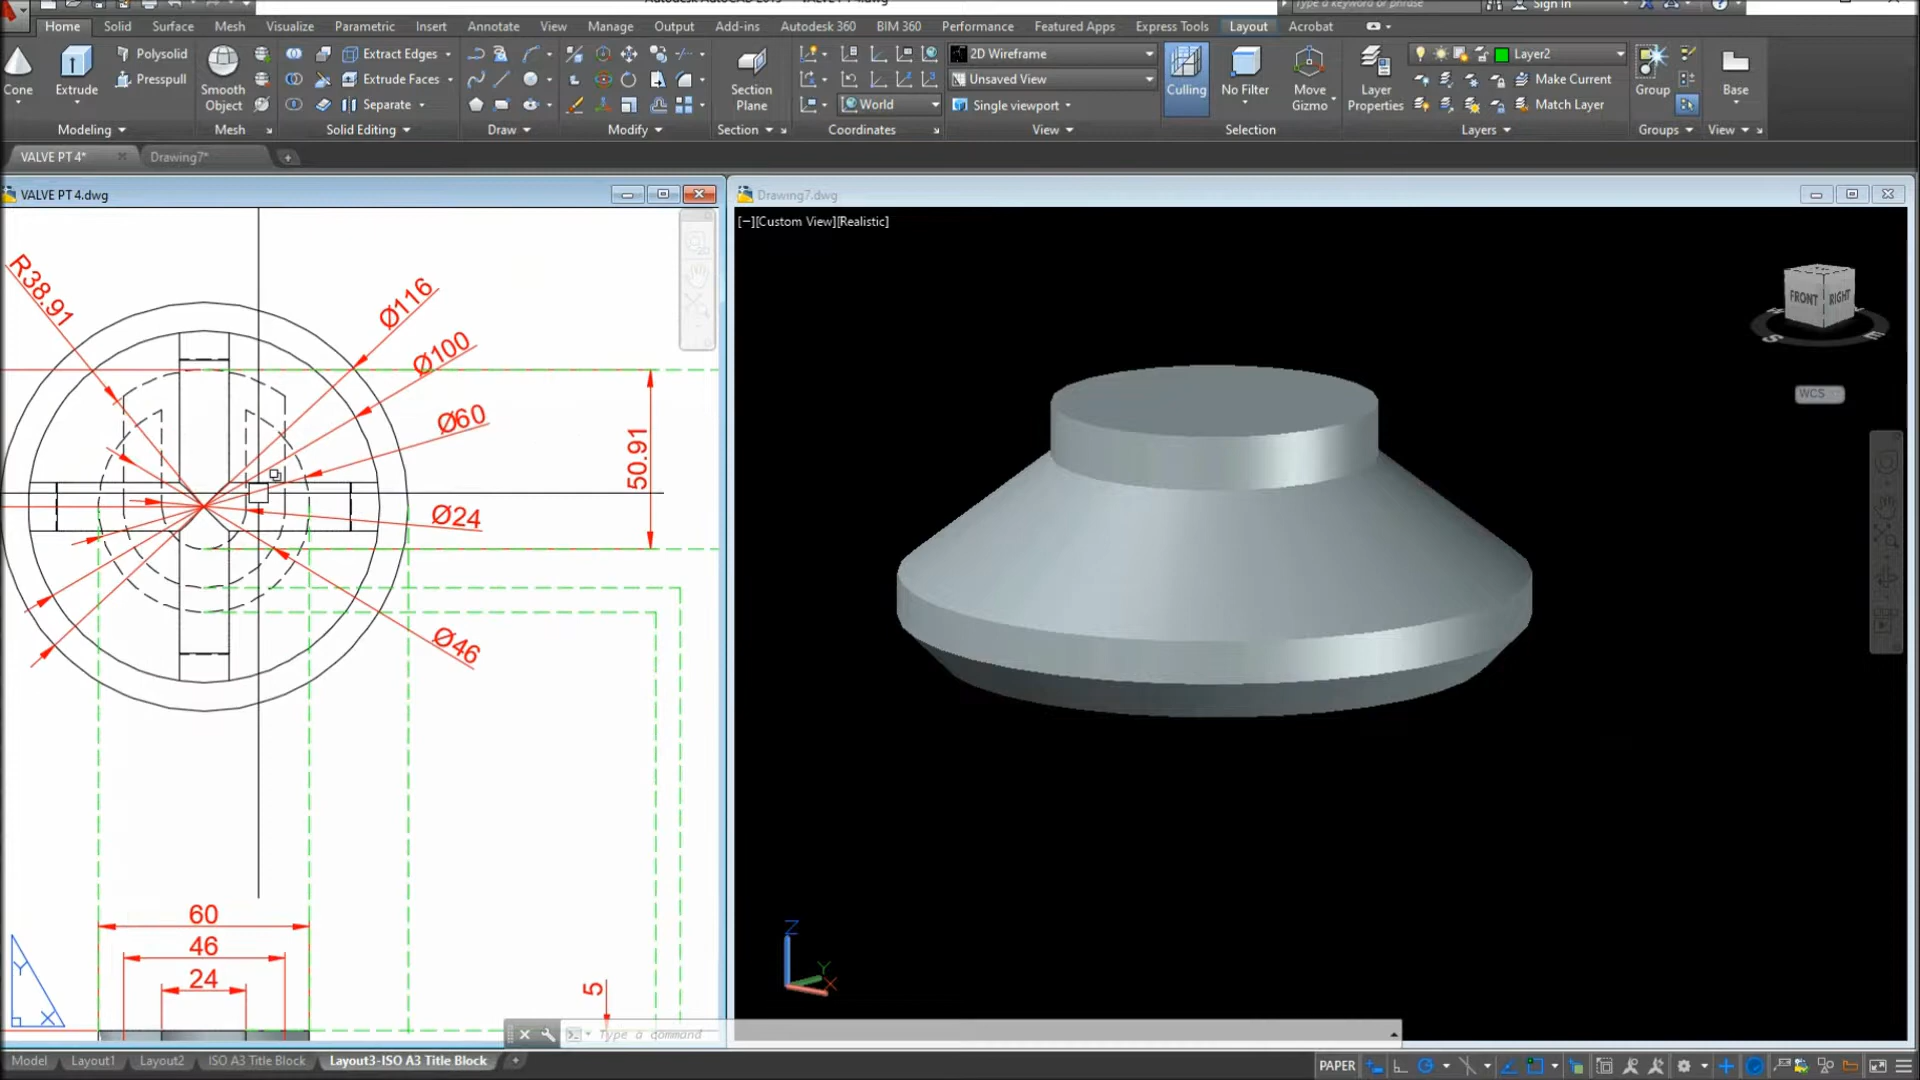 Type a keyword or phrase
Sign In
Home Solid Surface Mesh Visualize Parametric Insert Annotate View Manage Output Add-ins Autodesk 360 BIM 360 Performance Featured Apps Express Tools Layout Acrobat
Cone
Extrude
Polysolid
Presspull
Modeling
Smooth
Object
Mesh
Extract Edges
Extrude Faces
Separate
Solid Editing
Draw
Modify
Section
Plane
Section
World
Coordinates
2D Wireframe
Unsaved View
Single viewport
View
Culling
No Filter
Move
Gizmo
Selection
Layer
Properties
Layer2
Make Current
Match Layer
Layers
Group
Groups
Base
View
VALVE PT 4*
Drawing7*
VALVE PT 4.dwg
Drawing7.dwg
[−][Custom View][Realistic]
R38.91
Ø116
Ø100
Ø60
50.91
Ø24
Ø46
60
46
24
5
Y
X
FRONT
RIGHT
S
E
WCS
Z
Y
X
Type a command
Model Layout1 Layout2 ISO A3 Title Block Layout3-ISO A3 Title Block
PAPER